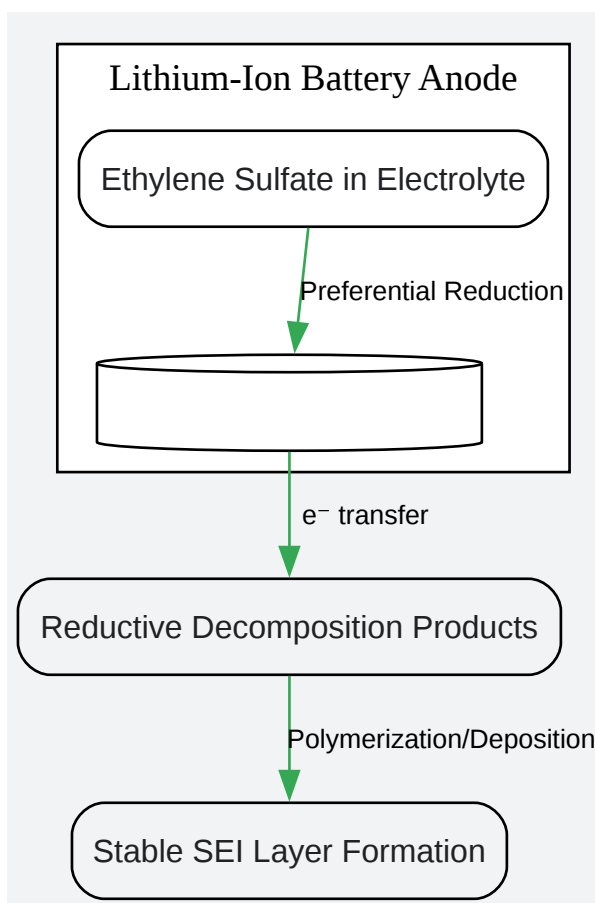 Lithium-Ion Battery Anode
Ethylene Sulfate in Electrolyte
Preferential Reduction
e⁻ transfer
Reductive Decomposition Products
Polymerization/Deposition
Stable SEI Layer Formation